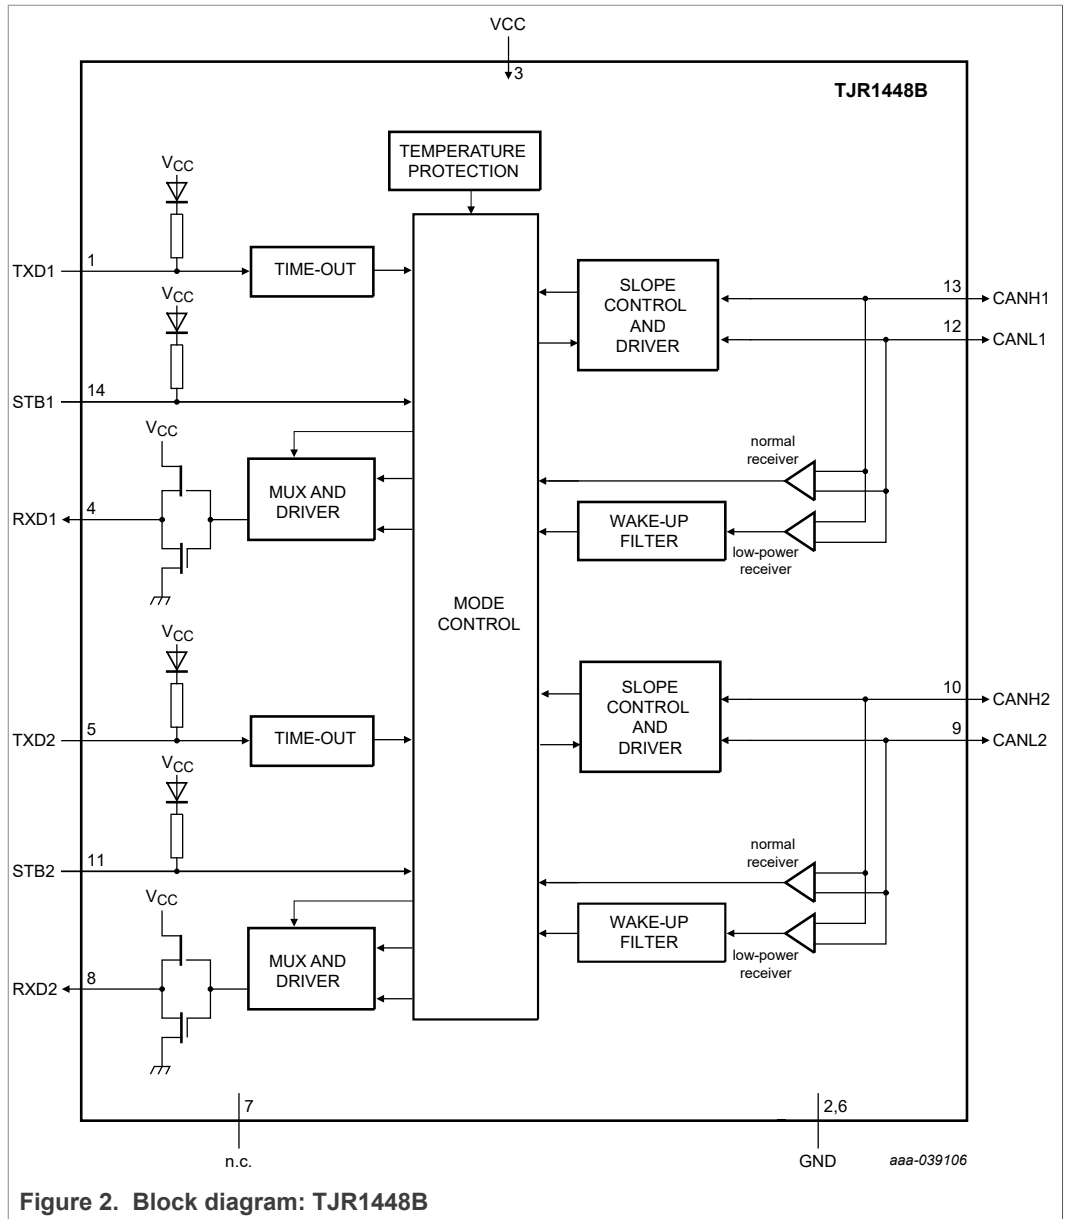 VCC
3
TJR1448B
TEMPERATURE
PROTECTION
VCC
TXD1
1
TIME-OUT
SLOPE
CONTROL
AND
DRIVER
13
CANH1
12
CANL1
VCC
STB1
14
VCC
MUX AND
DRIVER
RXD1
4
normal
receiver
WAKE-UP
FILTER
low-power
receiver
MODE
CONTROL
VCC
TXD2
5
TIME-OUT
SLOPE
CONTROL
AND
DRIVER
10
CANH2
9
CANL2
VCC
STB2
11
VCC
MUX AND
DRIVER
RXD2
8
normal
receiver
WAKE-UP
FILTER
low-power
receiver
7
n.c.
2,6
GND
aaa-039106
Figure 2. Block diagram: TJR1448B